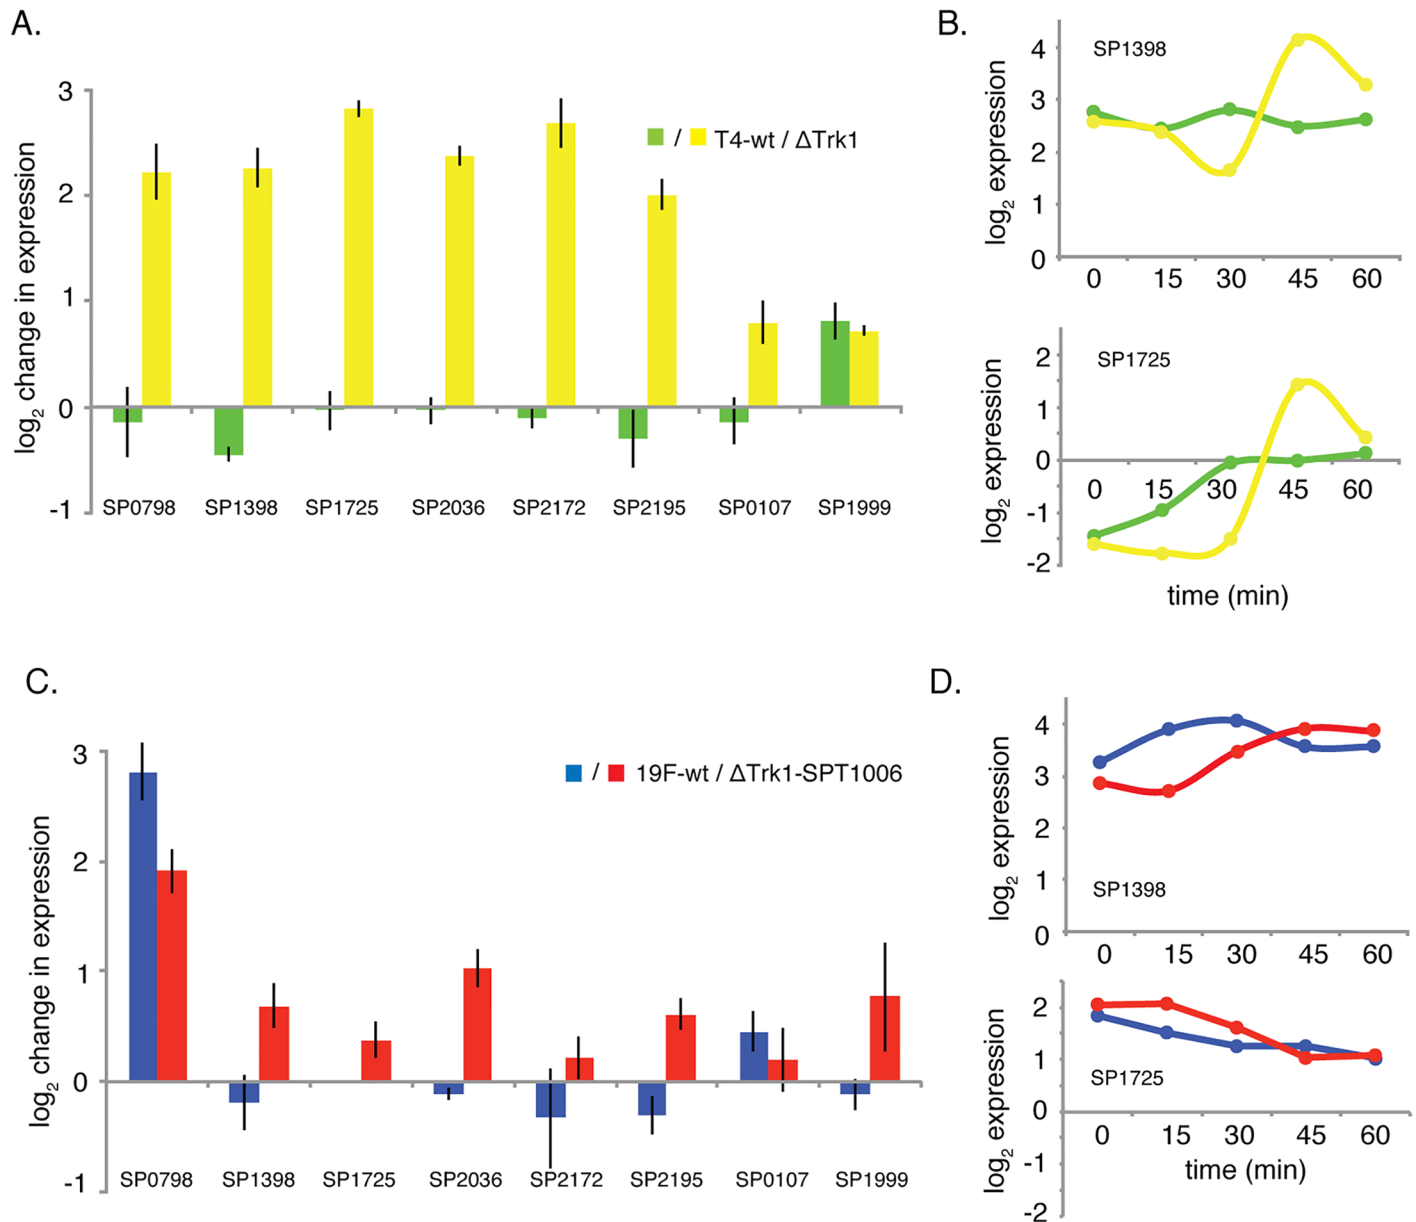 A.
log2 change in expression
3
2
1
0
-1
/ T4-wt / ΔTrk1
SP0798 SP1398 SP1725 SP2036 SP2172 SP2195 SP0107 SP1999
B.
log2 expression
4
3
2
1
0
SP1398
0 15 30 45 60
log2 expression
2
1
0
-1
-2
SP1725
0 15 30 45 60
time (min)
C.
log2 change in expression
3
2
1
0
-1
/ 19F-wt / ΔTrk1-SPT1006
SP0798 SP1398 SP1725 SP2036 SP2172 SP2195 SP0107 SP1999
D.
log2 expression
4
3
2
1
0
SP1398
0 15 30 45 60
log2 expression
2
1
0
-1
-2
SP1725
0 15 30 45 60
time (min)